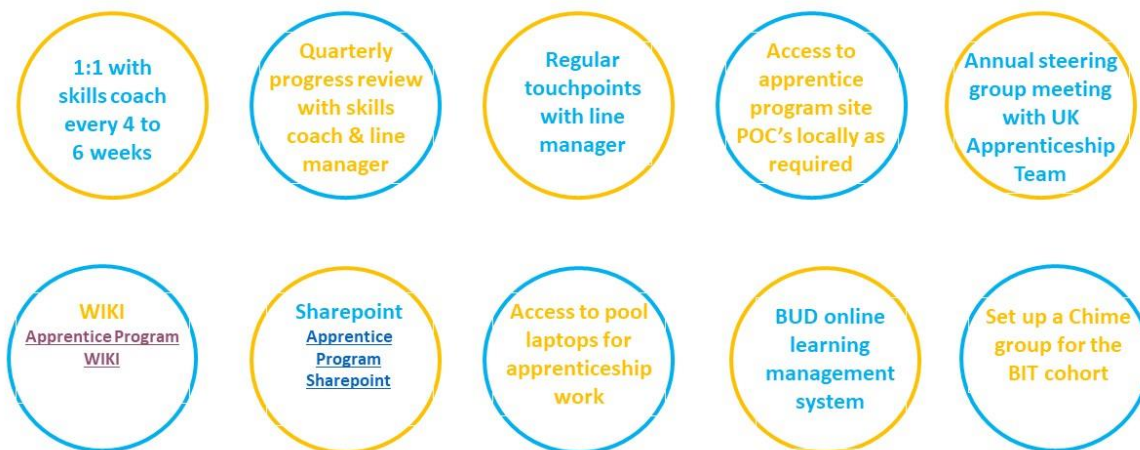 1:1 with
skills coach
every 4 to
6 weeks
Quarterly
progress review
with skills
coach & line
manager
Regular
touchpoints
with line
manager
Access to
apprentice
program site
POC's locally as
required
Annual steering
group meeting
with UK
Apprenticeship
Team
WIKI
Apprentice Program
WIKI
Sharepoint
Apprentice
Program
Sharepoint
Access to pool
laptops for
apprenticeship
work
BUD online
learning
management
system
Set up a Chime
group for the
BIT cohort